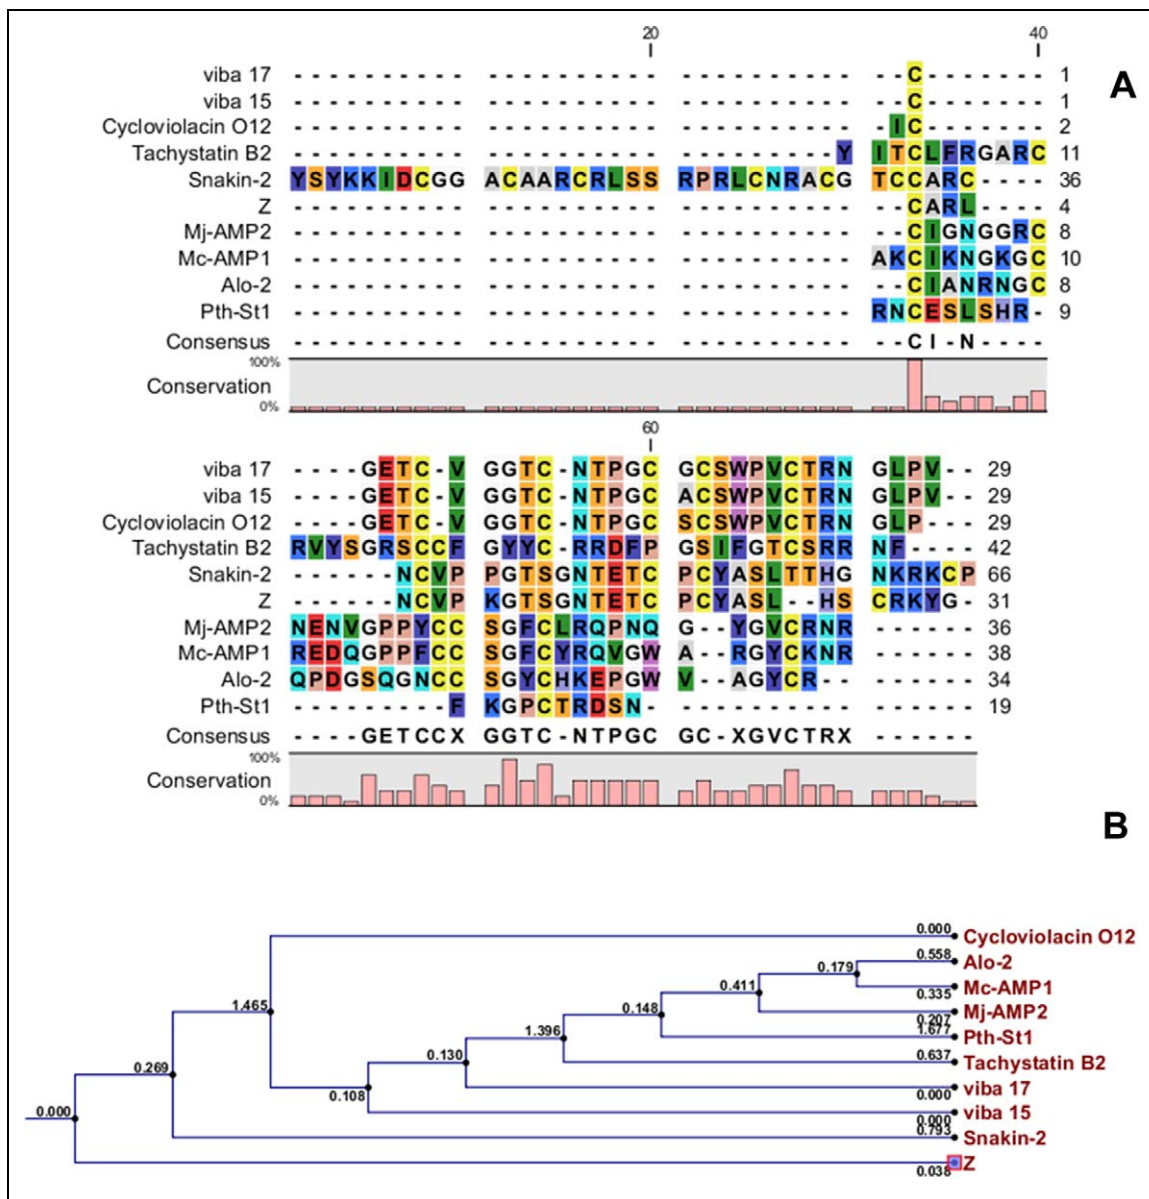 20 40
A
viba 17 - - - - - - - - - - - - - - - - - - - - - - - - - - - - - - - - C - - - - - - - 1
viba 15 - - - - - - - - - - - - - - - - - - - - - - - - - - - - - - - - C - - - - - - - 1
Cycloviolacin O12 - - - - - - - - - - - - - - - - - - - - - - - - - - - - - - - I C - - - - - - - 2
Tachystatin B2 - - - - - - - - - - - - - - - - - - - - - - - - - - - - - Y I T C L F R G A R C 11
Snakin-2 Y S Y K K I D C G G A C A A R C R L S S R P R L C N R A C G T C C A R C - - - - 36
Z - - - - - - - - - - - - - - - - - - - - - - - - - - - - - - - - C A R L - - - - 4
Mj-AMP2 - - - - - - - - - - - - - - - - - - - - - - - - - - - - - - - - C I G N G G R C 8
Mc-AMP1 - - - - - - - - - - - - - - - - - - - - - - - - - - - - - - A K C I K N G K G C 10
Alo-2 - - - - - - - - - - - - - - - - - - - - - - - - - - - - - - - - C I A N R N G C 8
Pth-St1 - - - - - - - - - - - - - - - - - - - - - - - - - - - - - - R N C E S L S H R - 9
Consensus - - - - - - - - - - - - - - - - - - - - - - - - - - - - - - - - C I - N - - - -
100%
Conservation
0%
60
viba 17 - - - - G E T C - V G G T C - N T P G C G C S W P V C T R N G L P V - - 29
viba 15 - - - - G E T C - V G G T C - N T P G C A C S W P V C T R N G L P V - - 29
Cycloviolacin O12 - - - - G E T C - V G G T C - N T P G C S C S W P V C T R N G L P - - - 29
Tachystatin B2 R V Y S G R S C C F G Y Y C - R R D F P G S I F G T C S R R N F - - - - 42
Snakin-2 - - - - - - N C V P P G T S G N T E T C P C Y A S L T T H G N K R K C P 66
Z - - - - - - N C V P K G T S G N T E T C P C Y A S L - - H S C R K Y G - 31
Mj-AMP2 N E N V G P P Y C C S G F C L R Q P N Q G - - Y G V C R N R - - - - - - 36
Mc-AMP1 R E D Q G P P F C C S G F C Y R Q V G W A - - R G Y C K N R - - - - - - 38
Alo-2 Q P D G S Q G N C C S G Y C H K E P G W V - - A G Y C R - - - - - - - - 34
Pth-St1 - - - - - - - - - F K G P C T R D S N - - - - - - - - - - - - - - - - - 19
Consensus - - - - G E T C C X G G T C - N T P G C G C - X G V C T R X - - - - - -
100%
Conservation
0%
B
0.000 Cycloviolacin O12
0.558 Alo-2
0.179
0.335 Mc-AMP1
0.411
0.207 Mj-AMP2
0.148
1.677 Pth-St1
1.465
1.396
0.637 Tachystatin B2
0.130
0.000 viba 17
0.108
0.000 viba 15
0.269
0.793 Snakin-2
0.000
0.038 Z